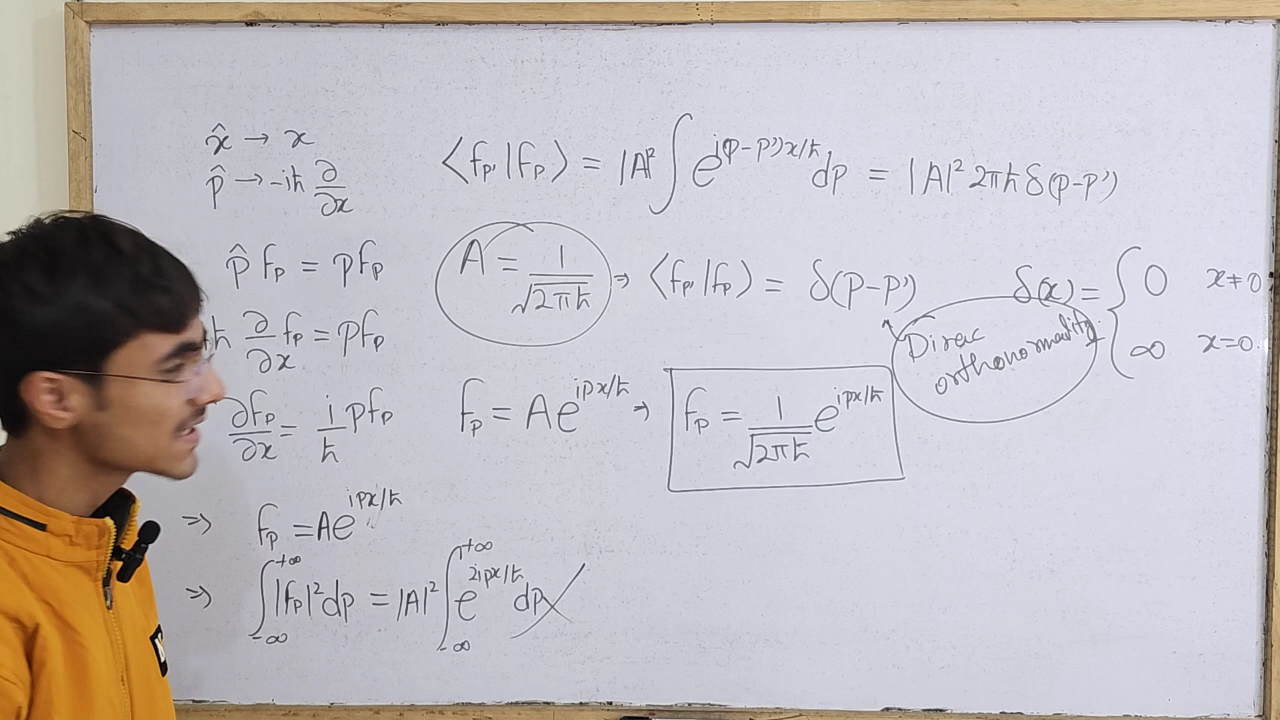 x̂ → x
p̂ → -iħ ∂/∂x
⟨f_p'|f_p⟩ = |A|² ∫ e^{i(p-p')x/ħ} dp = |A|² 2πħ δ(p-p')
p̂ f_p = p f_p
A = 1/√(2πħ) ⇒ ⟨f_p'|f_p⟩ = δ(p-p')
δ(x) = { 0 x≠0
∞ x=0.
Dirac
orthonormality
ħ ∂/∂x f_p = p f_p
∂f_p/∂x = i/ħ p f_p
f_p = A e^{ipx/ħ} ⇒ f_p = 1/√(2πħ) e^{ipx/ħ}
⇒ f_p = A e^{ipx/ħ}
⇒ ∫_{-∞}^{+∞} |f_p|² dp = |A|² ∫_{-∞}^{+∞} e^{2ipx/ħ} dp